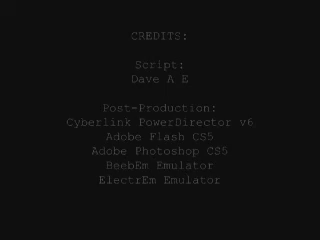 CREDITS:
Script:
Dave A E
Post-Production:
Cyberlink PowerDirector v6
Adobe Flash CS5
Adobe Photoshop CS5
BeebEm Emulator
ElectrEm Emulator